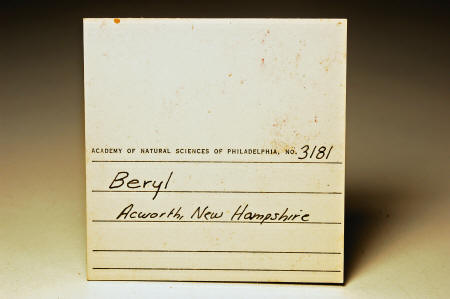 ACADEMY OF NATURAL SCIENCES OF PHILADELPHIA, NO. 3181
Beryl
Acworth, New Hampshire